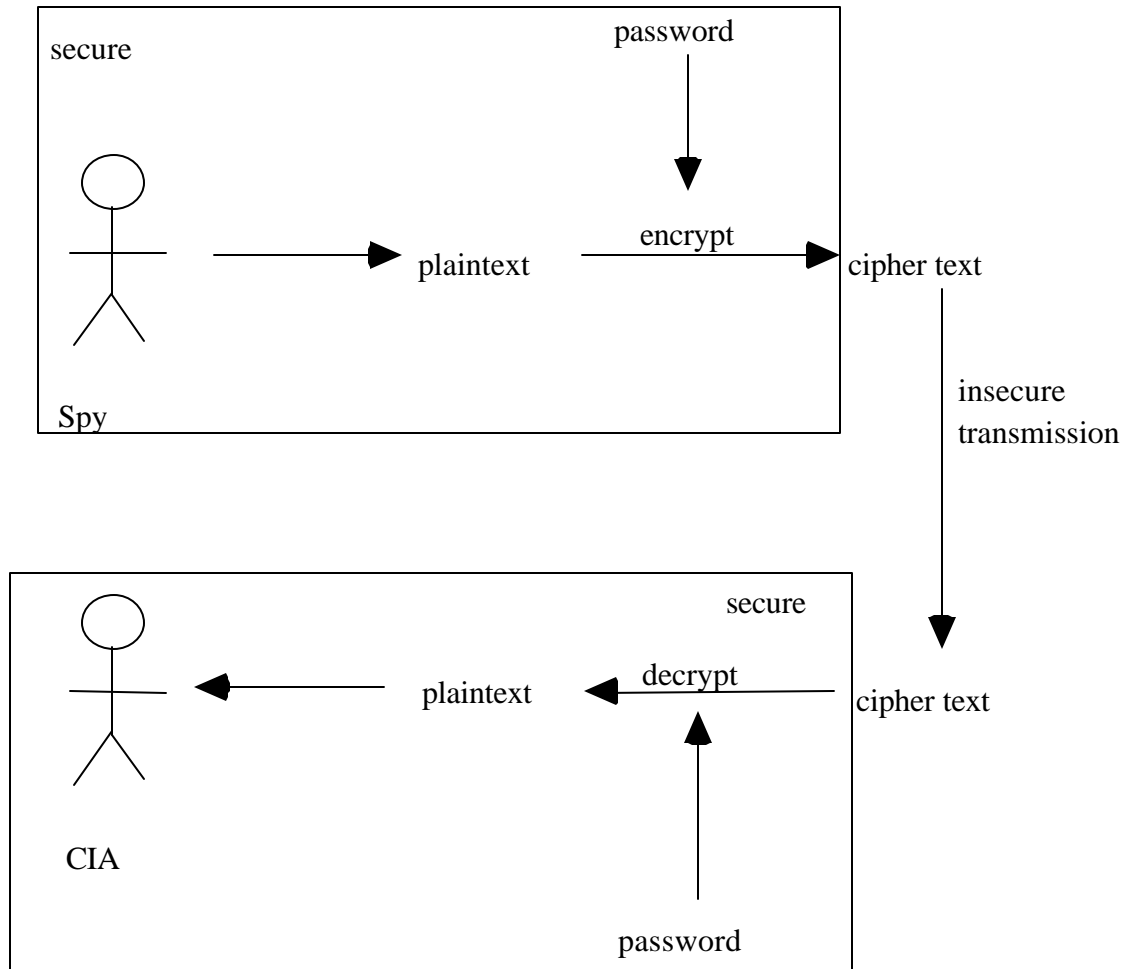 secure
password
encrypt
plaintext
cipher text
Spy
insecure
transmission
secure
decrypt
plaintext
cipher text
CIA
password